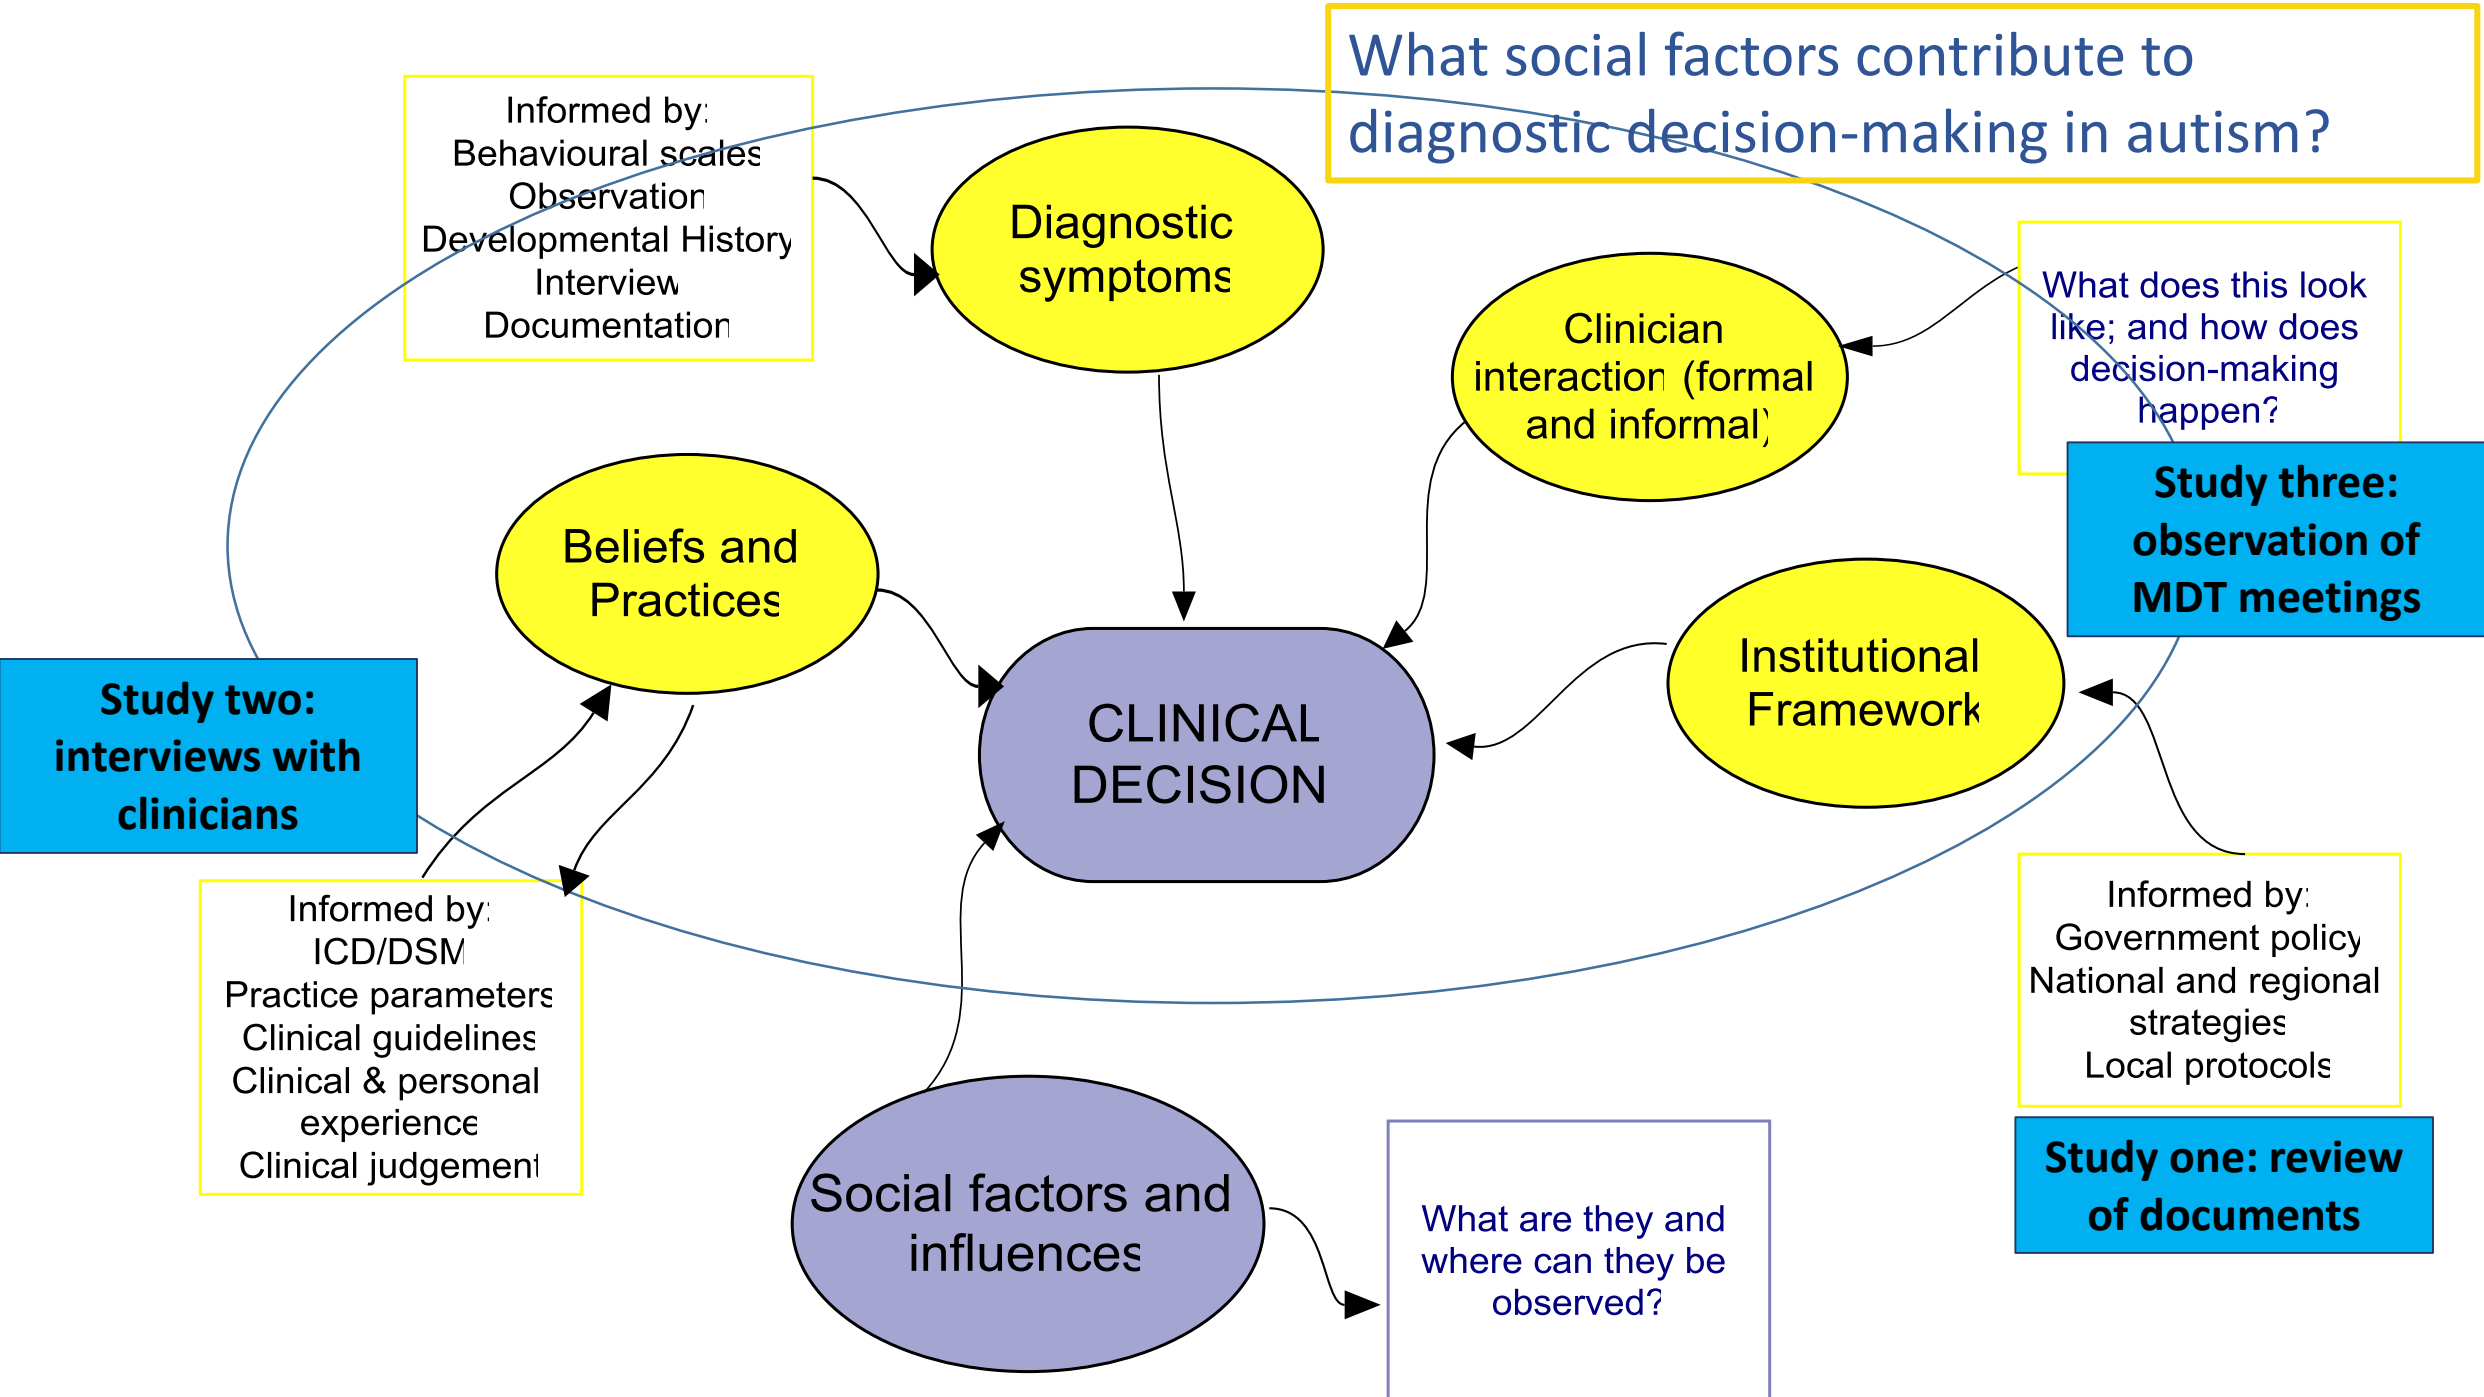 What social factors contribute to
diagnostic decision-making in autism?
Informed by:
Behavioural scales
Observation
Developmental History
Interview
Documentation
Diagnostic
symptoms
Clinician
interaction (formal
and informal)
What does this look
like; and how does
decision-making
happen?
Study three:
observation of
MDT meetings
Beliefs and
Practices
Institutional
Framework
Study two:
interviews with
clinicians
CLINICAL
DECISION
Informed by:
ICD/DSM
Practice parameters
Clinical guidelines
Clinical & personal
experience
Clinical judgement
Informed by:
Government policy
National and regional
strategies
Local protocols
Study one: review
of documents
Social factors and
influences
What are they and
where can they be
observed?